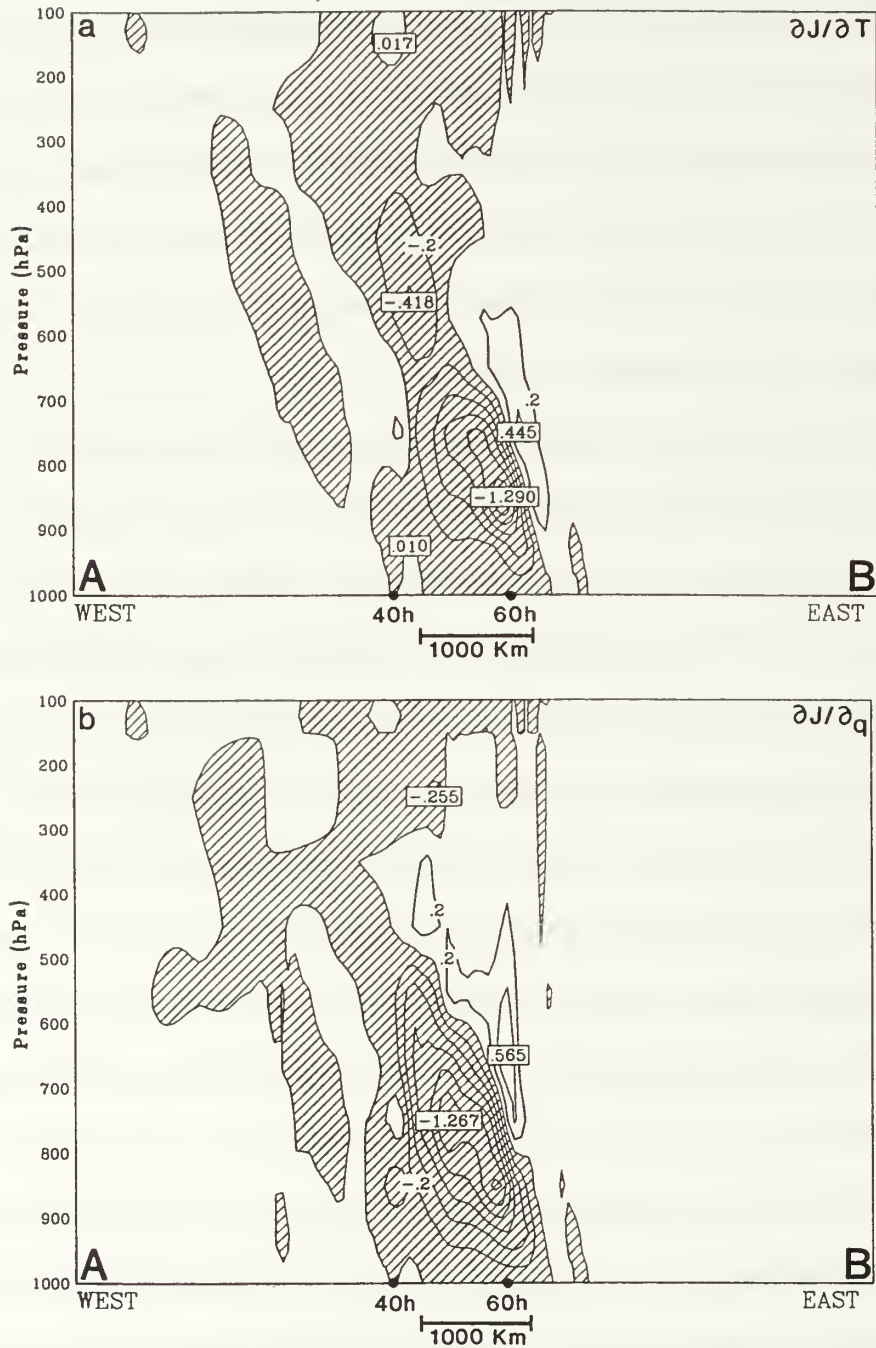 a
∂J/∂T
100
200
300
400
500
600
700
800
900
1000
Pressure (hPa)
.017
-.2
-.418
.2
.445
-1.290
.010
A
B
WEST
40h
60h
EAST
1000 Km
b
∂J/∂q
100
200
300
400
500
600
700
800
900
1000
Pressure (hPa)
-.255
.2
.2
.565
-1.267
-.2
A
B
WEST
40h
60h
EAST
1000 Km